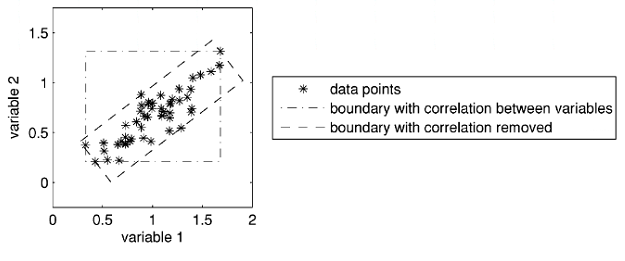 1.5
1
0.5
0
variable 2
0
0.5
1
1.5
2
variable 1
data points
boundary with correlation between variables
boundary with correlation removed